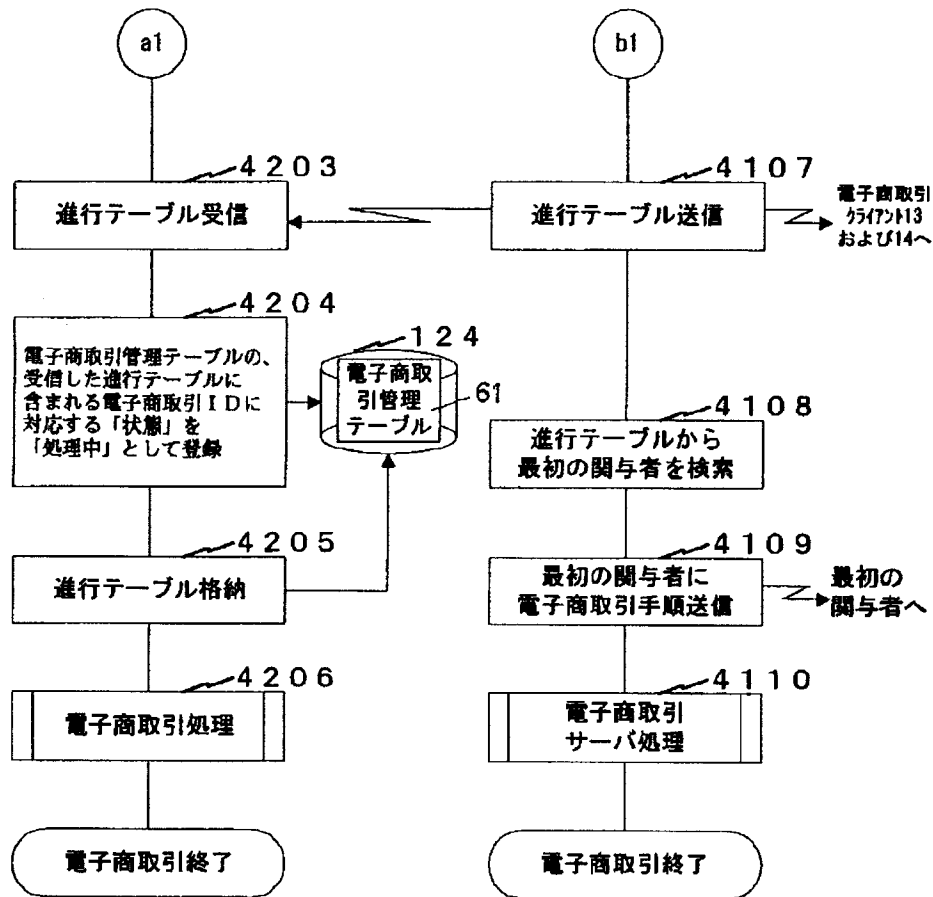 a1
b1
4203
進行テーブル受信
4107
進行テーブル送信
電子商取引
クライアント13
および14へ
4204
電子商取引管理テーブルの、
受信した進行テーブルに
含まれる電子商取引IDに
対応する「状態」を
「処理中」として登録
124
電子商取
引管理
テーブル
61
4108
進行テーブルから
最初の関与者を検索
4205
進行テーブル格納
4109
最初の関与者に
電子商取引手順送信
最初の
関与者へ
4206
電子商取引処理
4110
電子商取引
サーバ処理
電子商取引終了
電子商取引終了